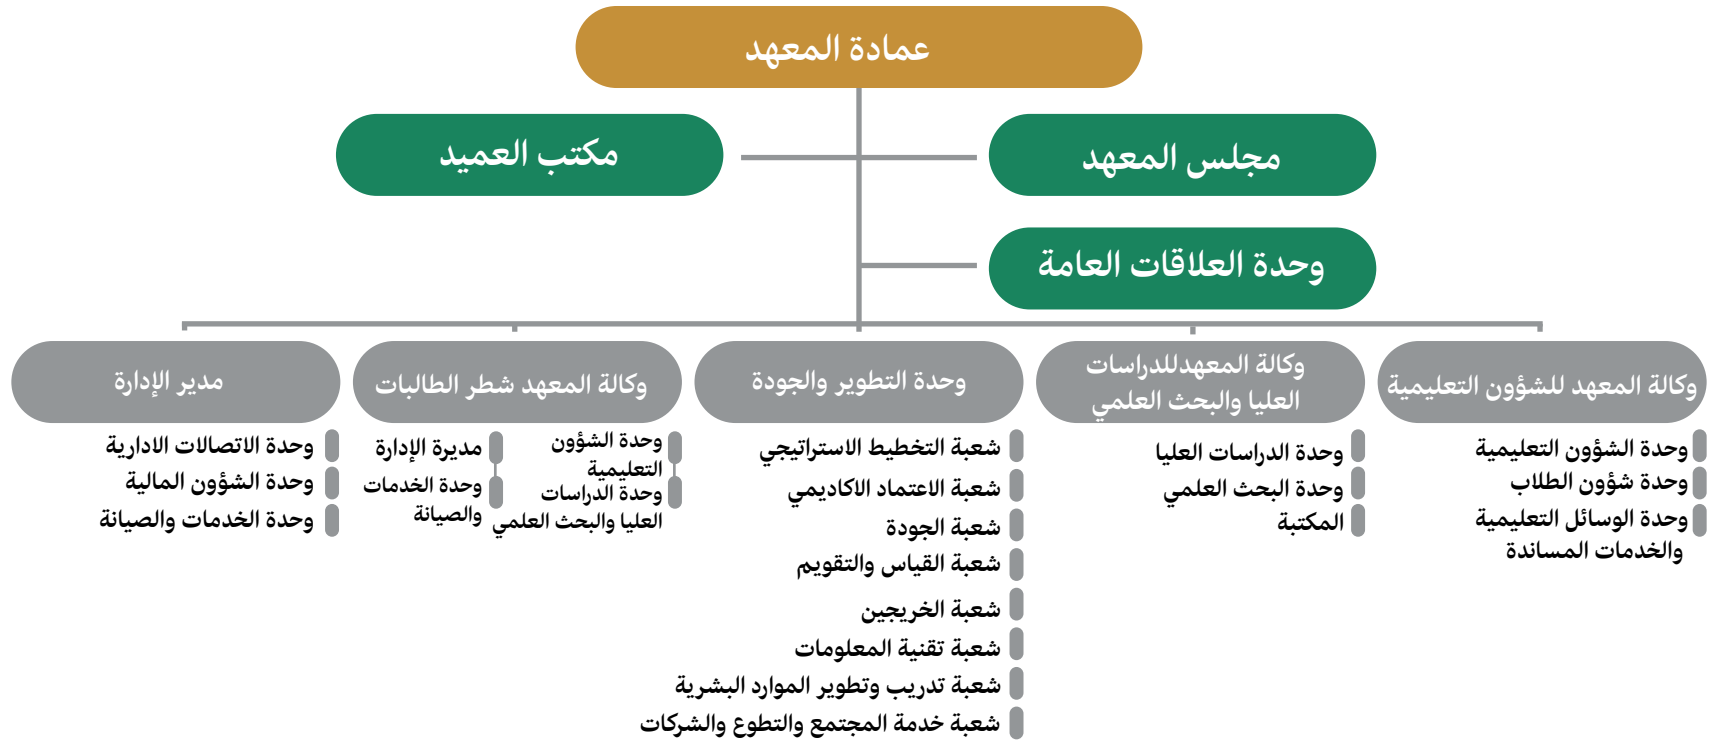 عمادة المعهد
مجلس المعهد
مكتب العميد
وحدة العلاقات العامة
وكالة المعهد للشؤون التعليمية
وحدة الشؤون التعليمية
وحدة شؤون الطلاب
وحدة الوسائل التعليمية
والخدمات المساندة
وكالة المعهدللدراسات
العليا والبحث العلمي
وحدة الدراسات العليا
وحدة البحث العلمي
المكتبة
وحدة التطوير والجودة
شعبة التخطيط الاستراتيجي
شعبة الاعتماد الاكاديمي
شعبة الجودة
شعبة القياس والتقويم
شعبة الخريجين
شعبة تقنية المعلومات
شعبة تدريب وتطوير الموارد البشرية
شعبة خدمة المجتمع والتطوع والشركات
وكالة المعهد شطر الطالبات
وحدة الشؤون
التعليمية
وحدة الدراسات
العليا والبحث العلمي
مديرة الإدارة
وحدة الخدمات
والصيانة
مدير الإدارة
وحدة الاتصالات الادارية
وحدة الشؤون المالية
وحدة الخدمات والصيانة